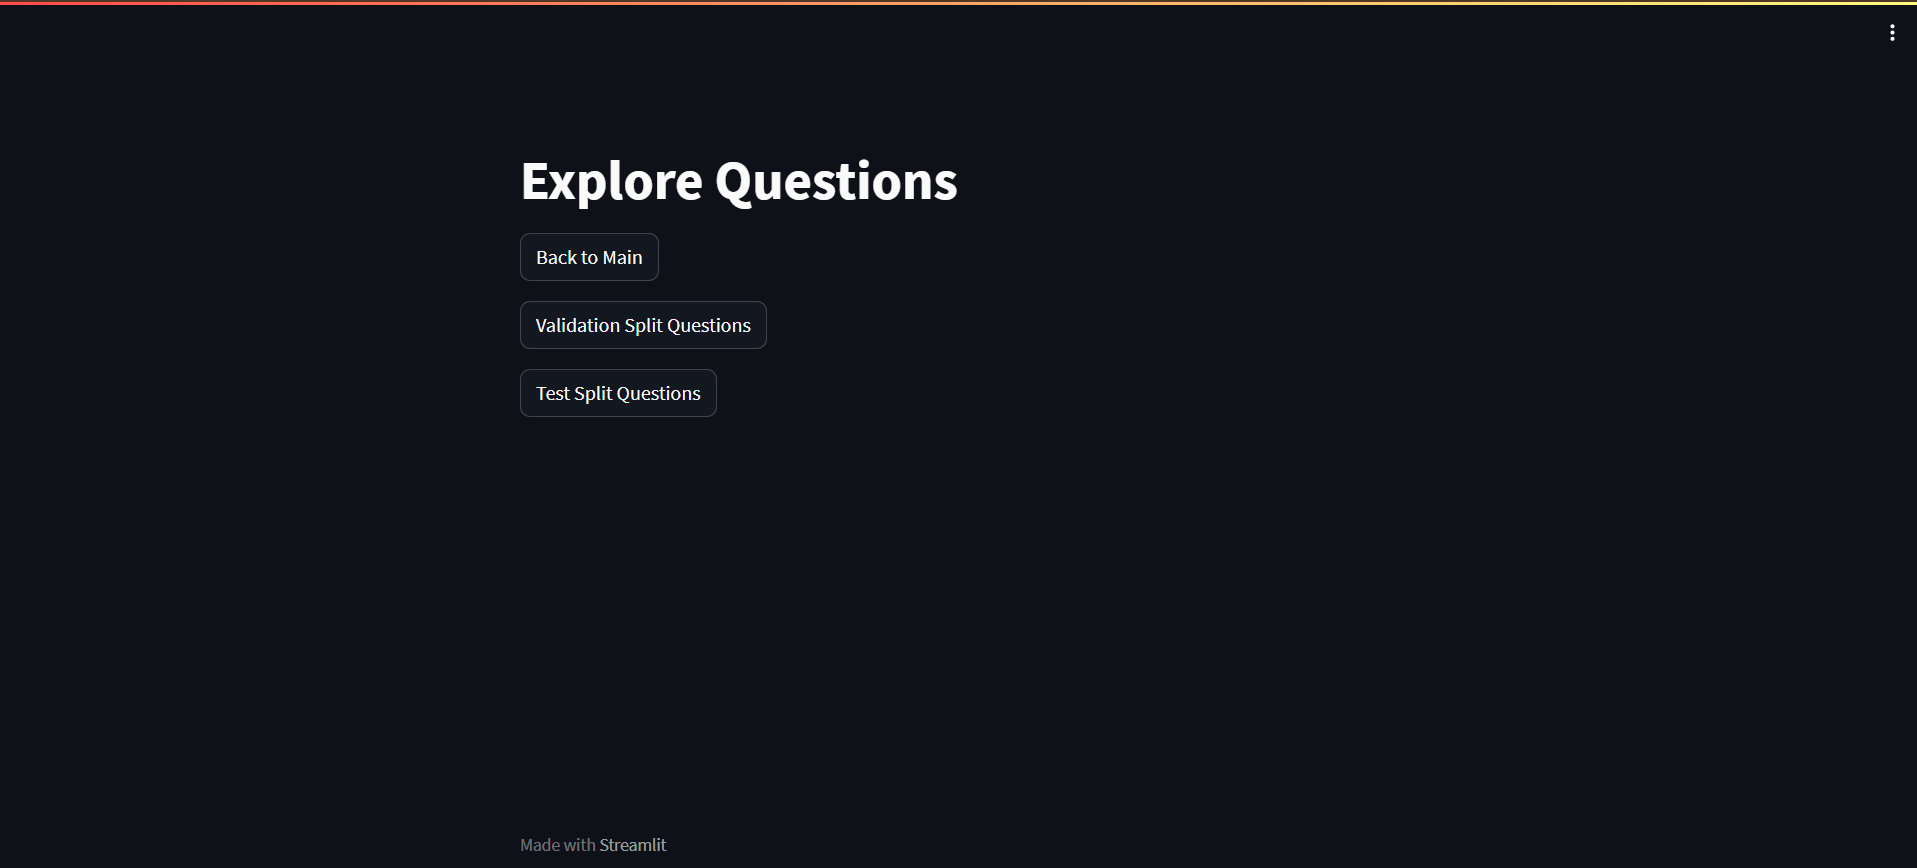 Explore Questions
Back to Main
Validation Split Questions
Test Split Questions
Made with Streamlit